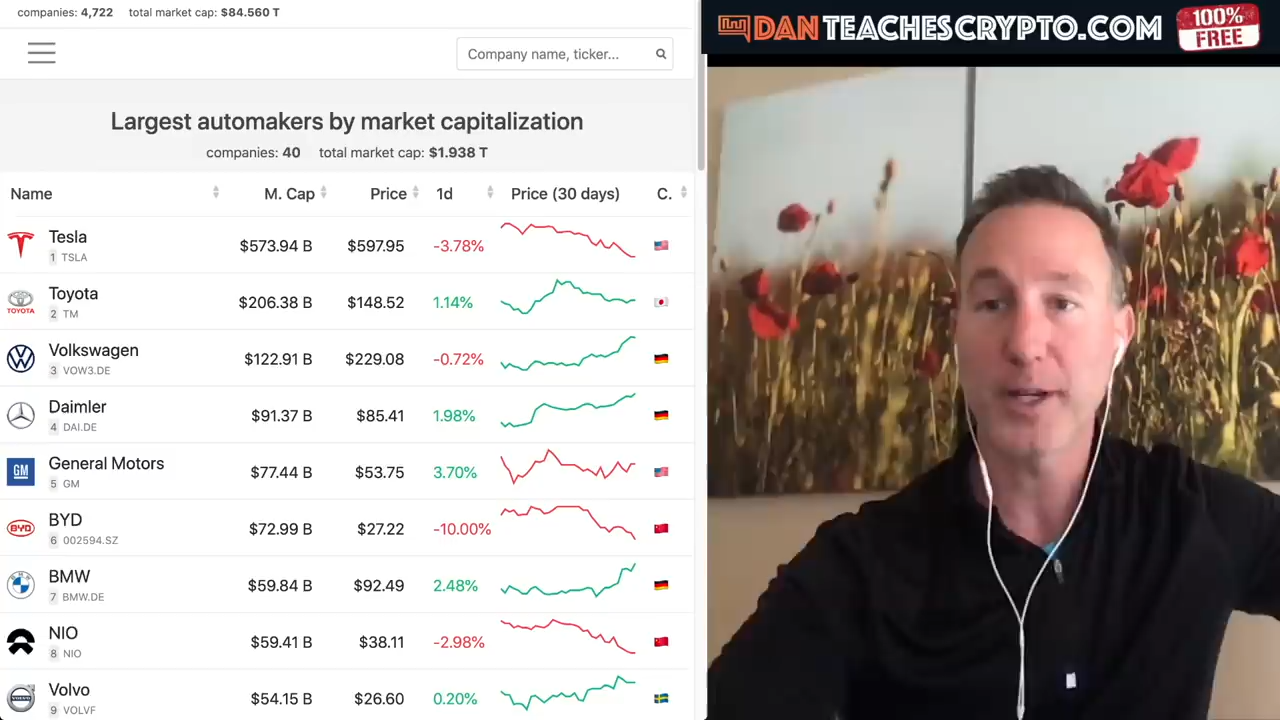 companies: 4,722 total market cap: $84.560 T
DANTEACHESCRYPTO.COM
100%
FREE
Company name, ticker...
Largest automakers by market capitalization
companies: 40 total market cap: $1.938 T
Name M. Cap Price 1d Price (30 days) C.
Tesla
1 TSLA
$573.94 B $597.95 -3.78%
TOYOTA
Toyota
2 TM
$206.38 B $148.52 1.14%
Volkswagen
3 VOW3.DE
$122.91 B $229.08 -0.72%
Daimler
4 DAI.DE
$91.37 B $85.41 1.98%
GM
General Motors
5 GM
$77.44 B $53.75 3.70%
BYD
BYD
6 002594.SZ
$72.99 B $27.22 -10.00%
BMW
7 BMW.DE
$59.84 B $92.49 2.48%
NIO
8 NIO
$59.41 B $38.11 -2.98%
Volvo
9 VOLVF
$54.15 B $26.60 0.20%